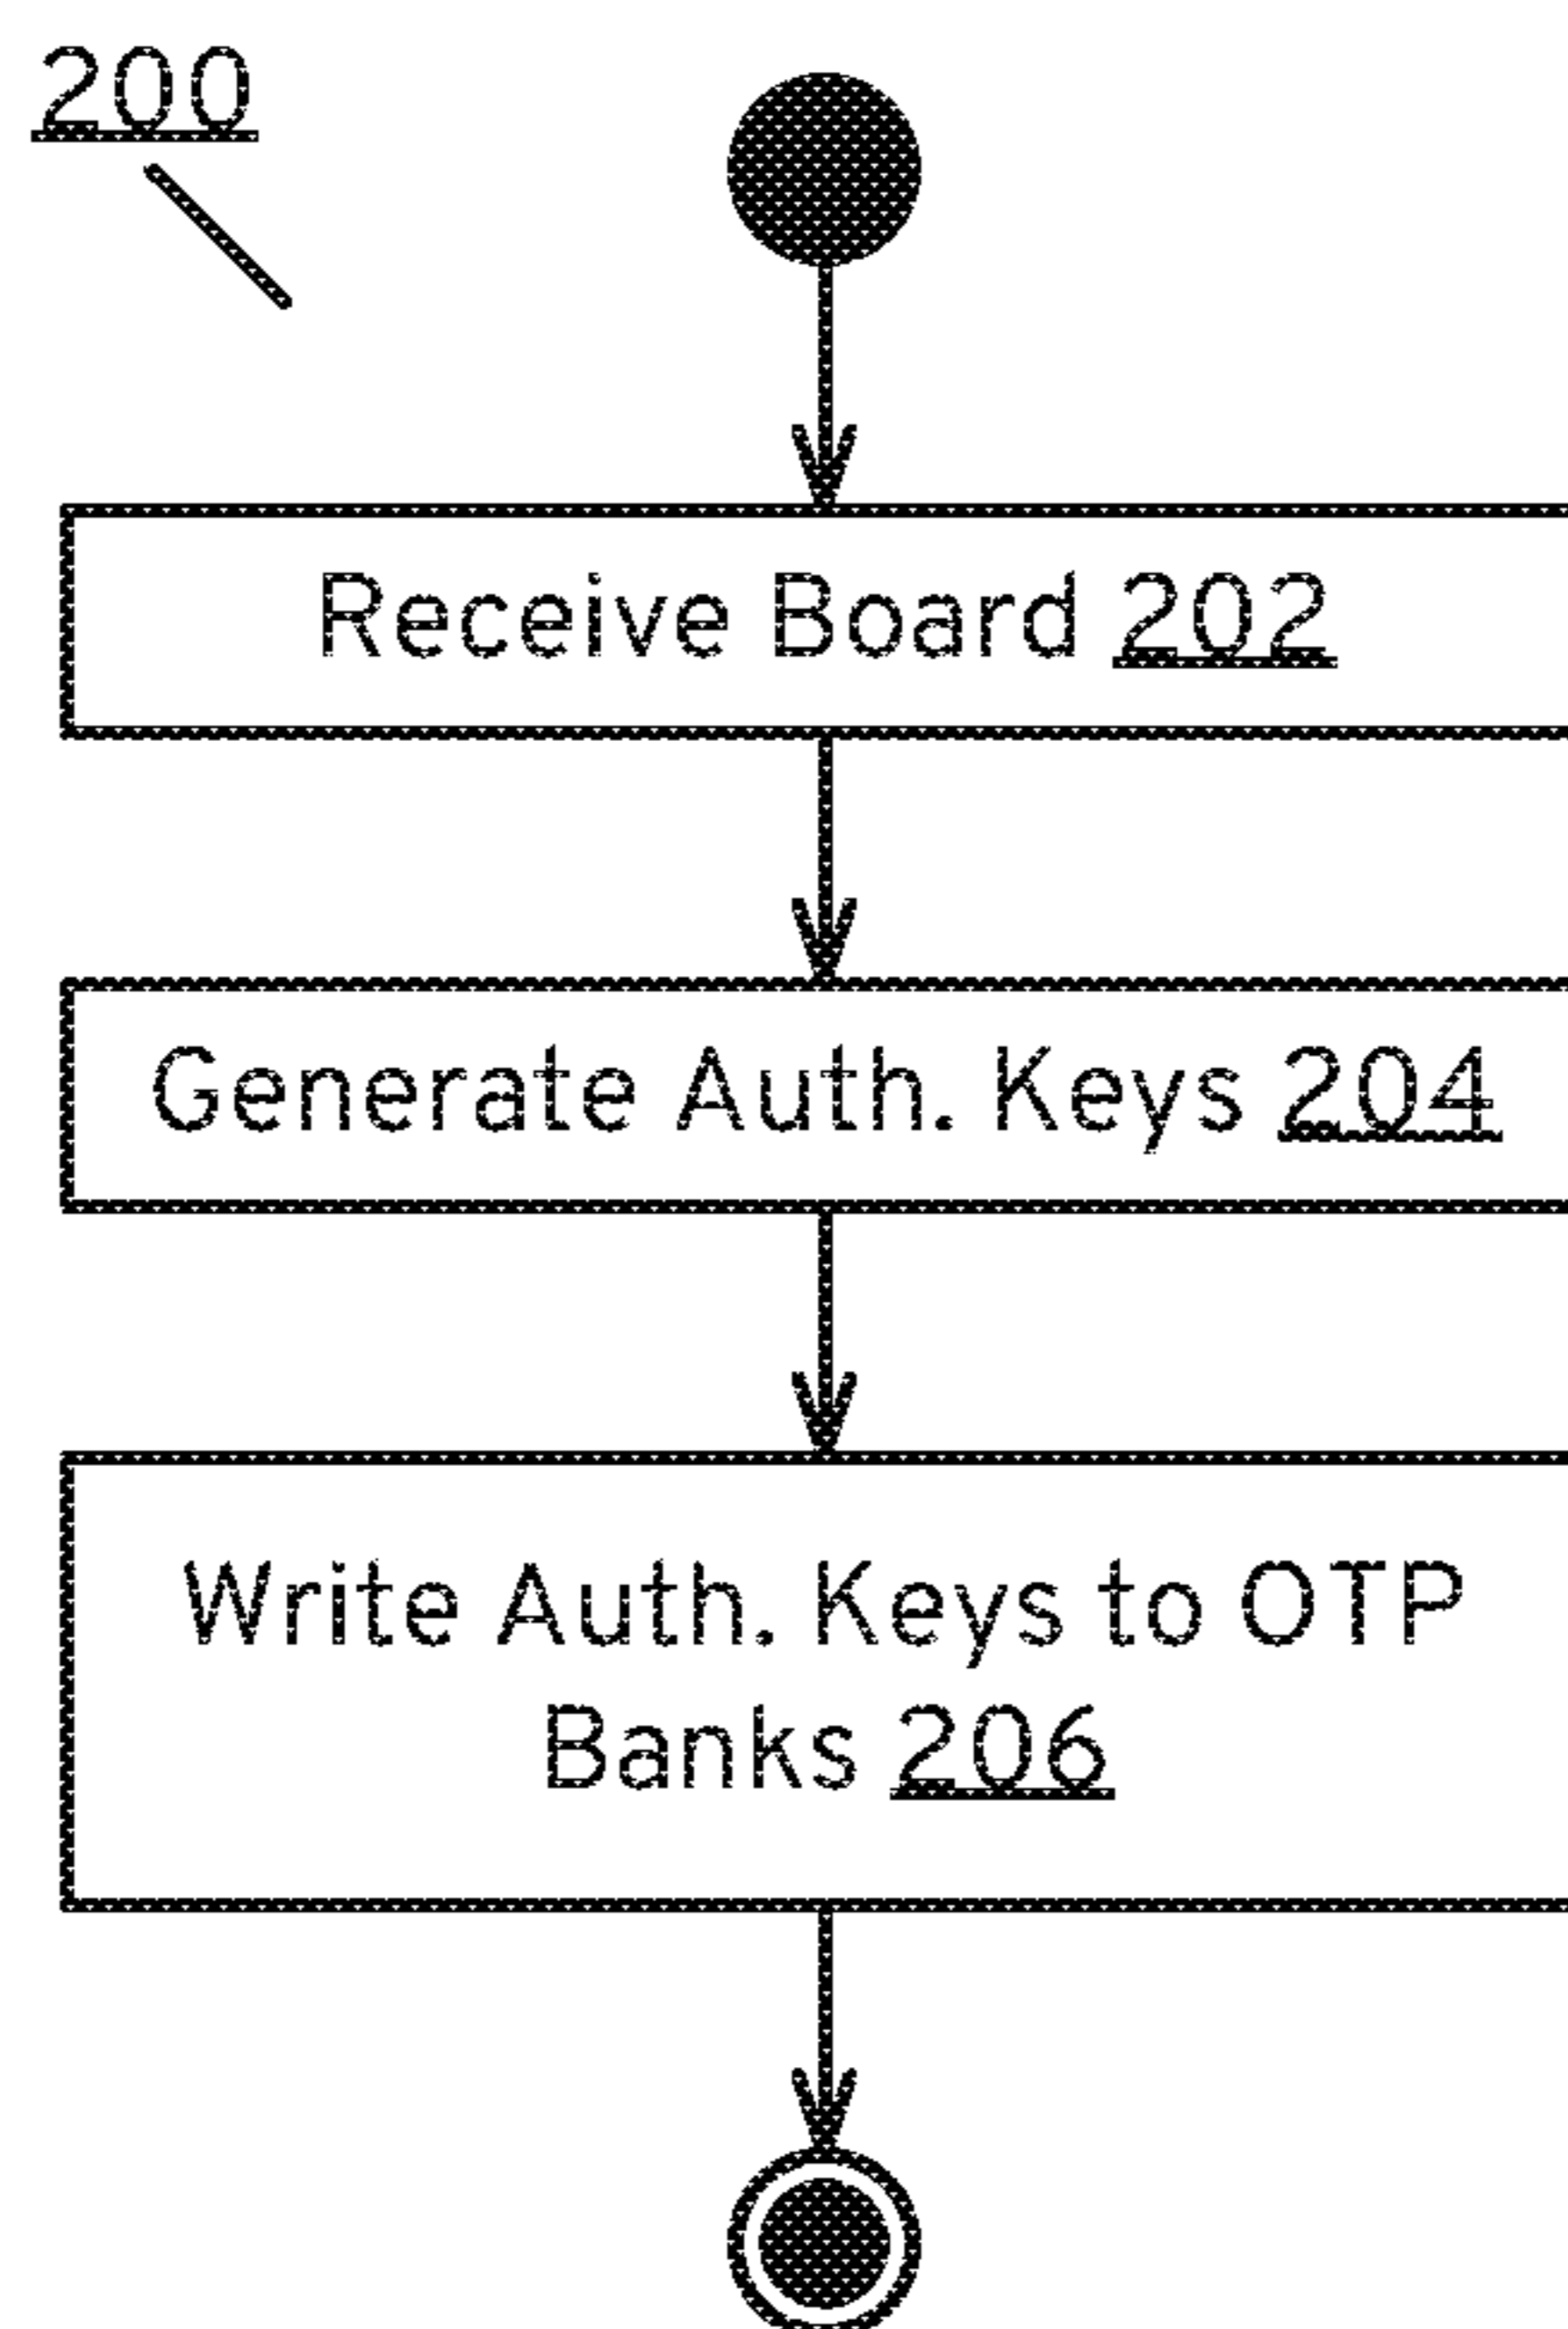 200
Receive Board 202
Generate Auth. Keys 204
Write Auth. Keys to OTP
Banks 206